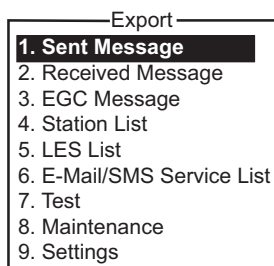 Export
1. Sent Message
2. Received Message
3. EGC Message
4. Station List
5. LES List
6. E-Mail/SMS Service List
7. Test
8. Maintenance
9. Settings